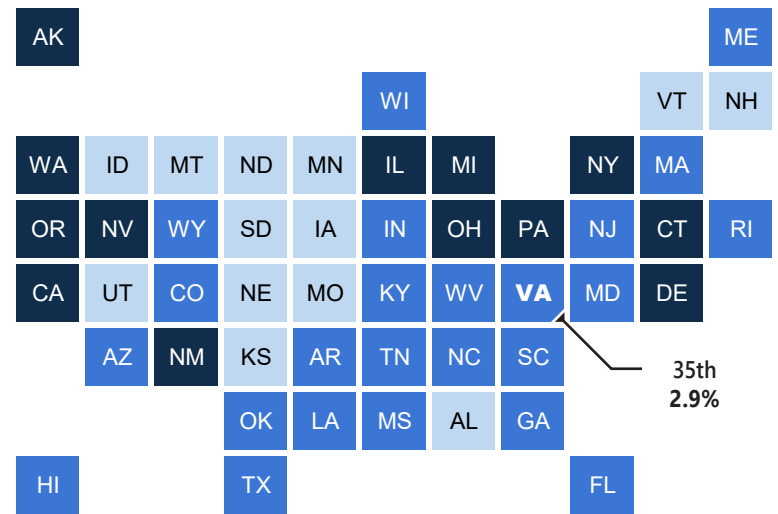 AK ME
WI VT NH
WA ID MT ND MN IL MI NY MA
OR NV WY SD IA IN OH PA NJ CT RI
CA UT CO NE MO KY WV VA MD DE
AZ NM KS AR TN NC SC
35th
2.9%
OK LA MS AL GA
HI TX FL